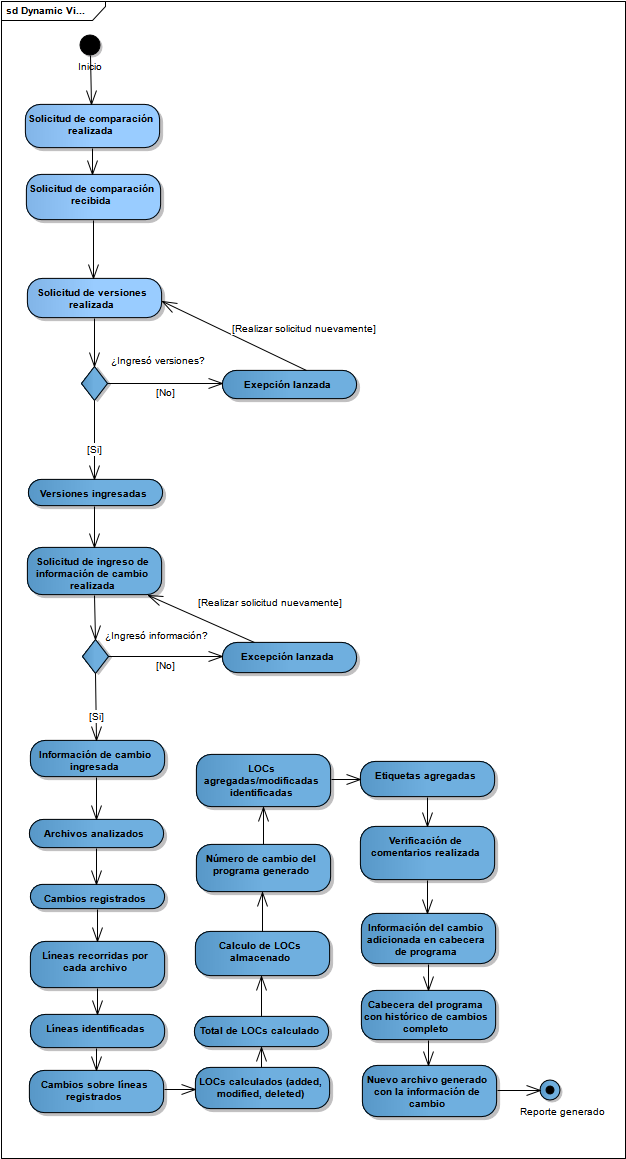 sd Dynamic Vi...
Inicio
Solicitud de comparación
realizada
Solicitud de comparación
recibida
Solicitud de versiones
realizada
[Realizar solicitud nuevamente]
¿Ingresó versiones?
[No]
Exepción lanzada
[Si]
Versiones ingresadas
Solicitud de ingreso de
información de cambio
realizada
[Realizar solicitud nuevamente]
¿Ingresó información?
[No]
Excepción lanzada
[Si]
Información de cambio
ingresada
Archivos analizados
Cambios registrados
Líneas recorridas por
cada archivo
Líneas identificadas
Cambios sobre líneas
registrados
LOCs calculados (added,
modified, deleted)
Total de LOCs calculado
Calculo de LOCs
almacenado
Número de cambio del
programa generado
LOCs
agregadas/modificadas
identificadas
Etiquetas agregadas
Verificación de
comentarios realizada
Información del cambio
adicionada en cabecera
de programa
Cabecera del programa
con histórico de cambios
completo
Nuevo archivo generado
con la información de
cambio
Reporte generado